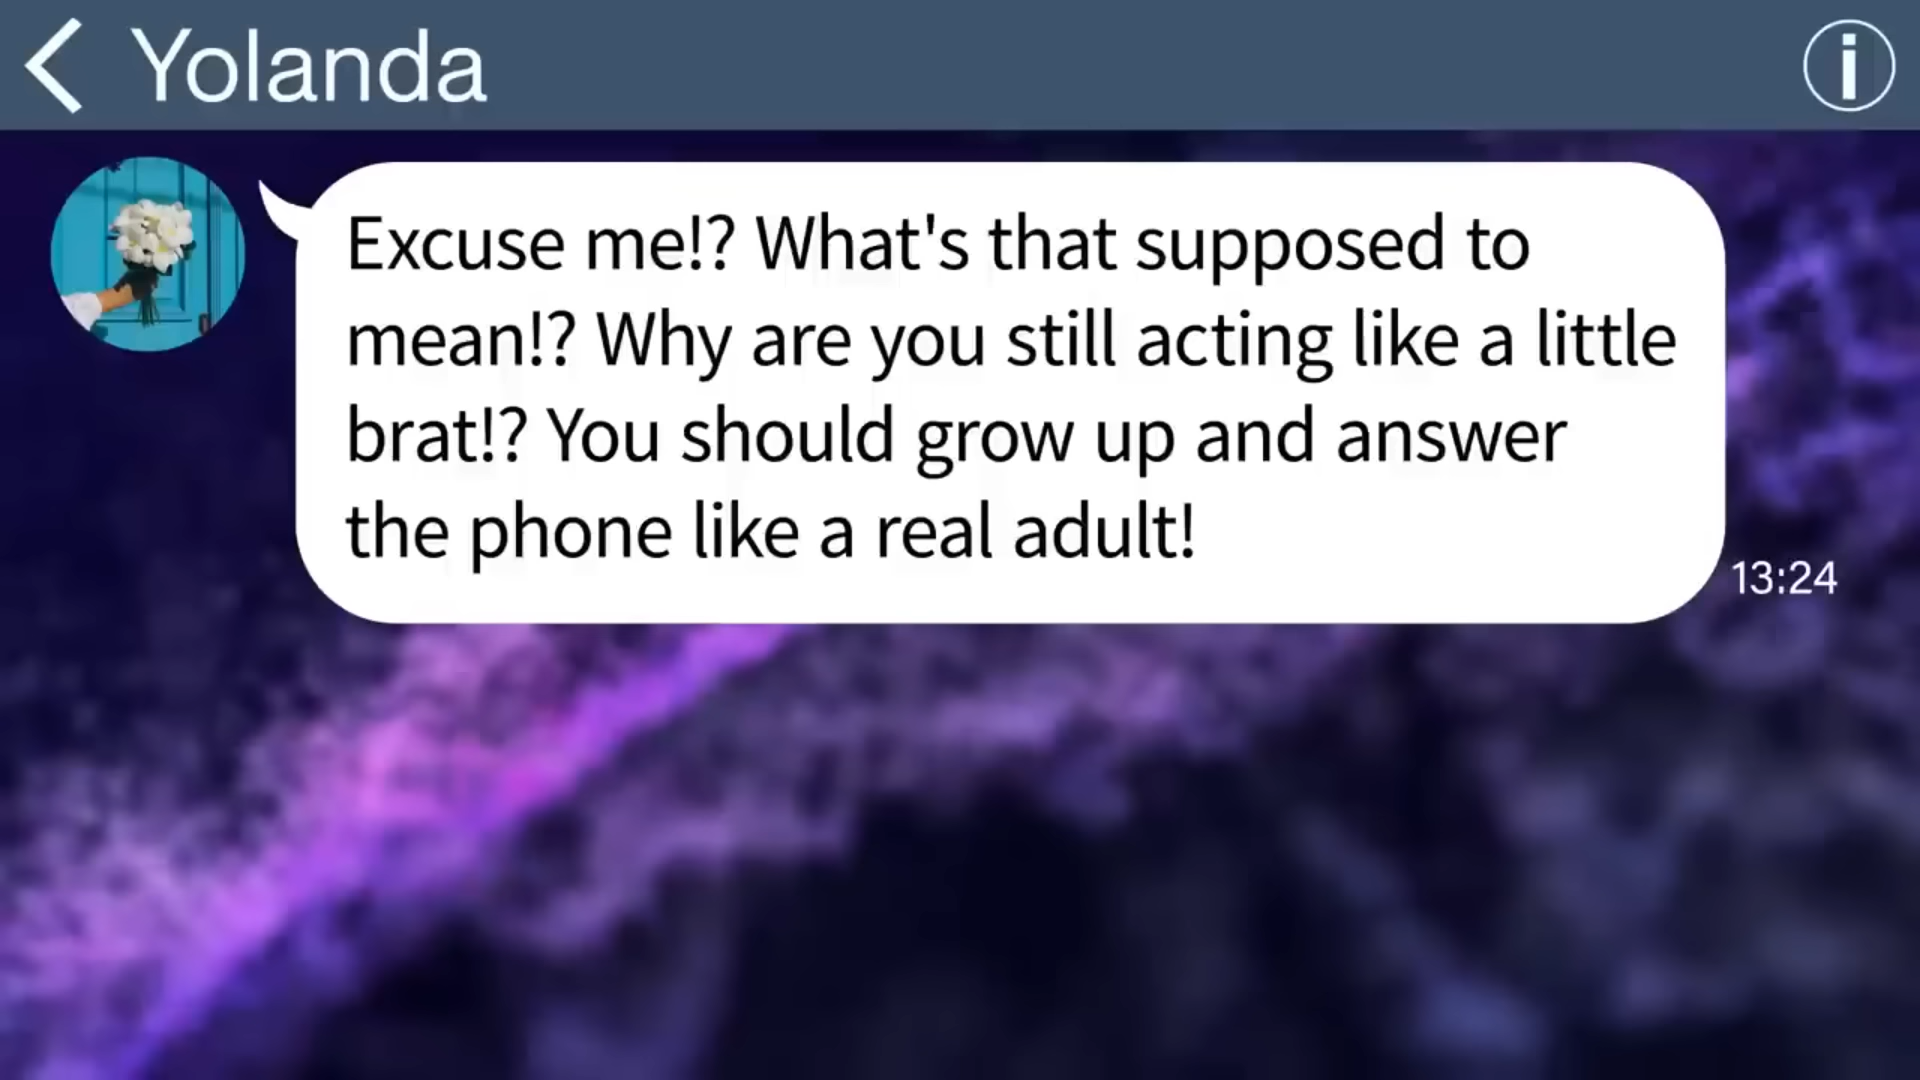 Yolanda
Excuse me!? What's that supposed to
mean!? Why are you still acting like a little
brat!? You should grow up and answer
the phone like a real adult!
13:24